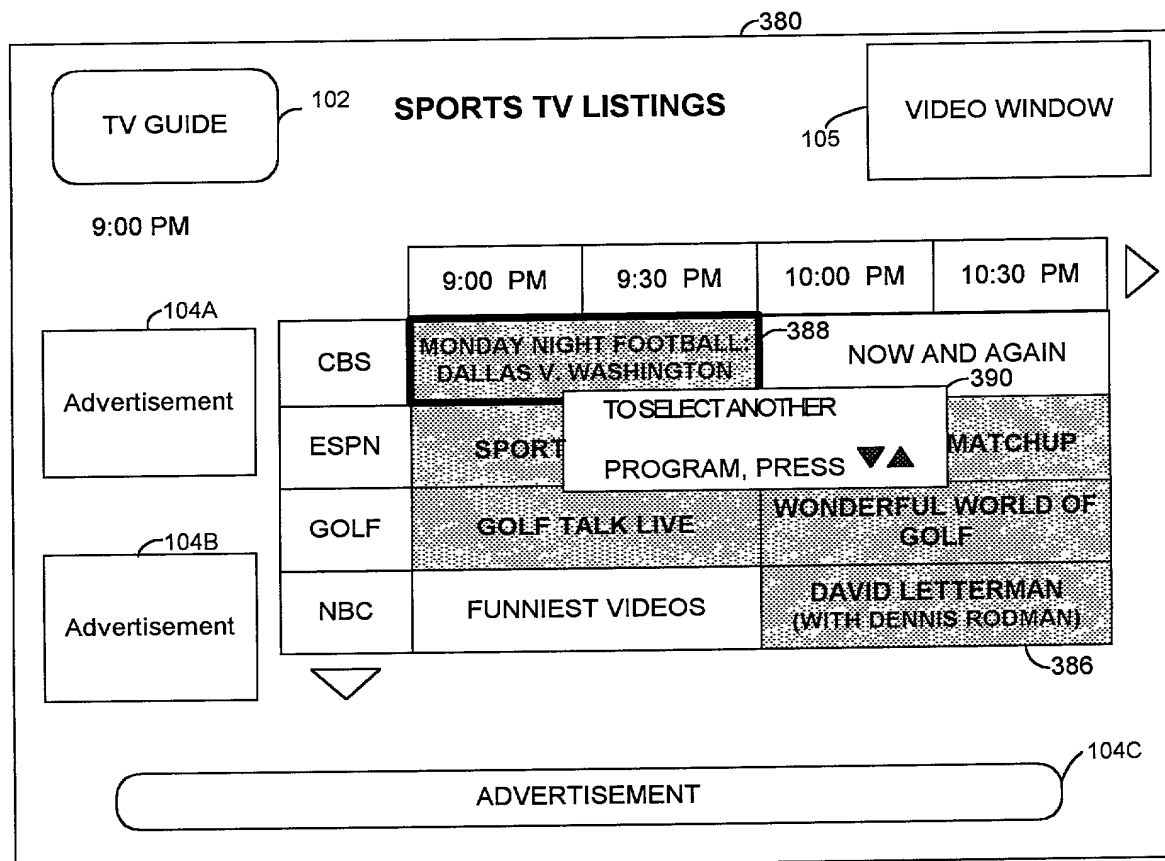 380
TV GUIDE
102
SPORTS TV LISTINGS
VIDEO WINDOW
105
9:00 PM
9:00 PM
9:30 PM
10:00 PM
10:30 PM
104A
Advertisement
CBS
MONDAY NIGHT FOOTBALL:
DALLAS V. WASHINGTON
388
NOW AND AGAIN
390
TO SELECT ANOTHER
PROGRAM, PRESS ▼▲
ESPN
SPORT
MATCHUP
GOLF
GOLF TALK LIVE
WONDERFUL WORLD OF
GOLF
104B
Advertisement
NBC
FUNNIEST VIDEOS
DAVID LETTERMAN
(WITH DENNIS RODMAN)
386
104C
ADVERTISEMENT